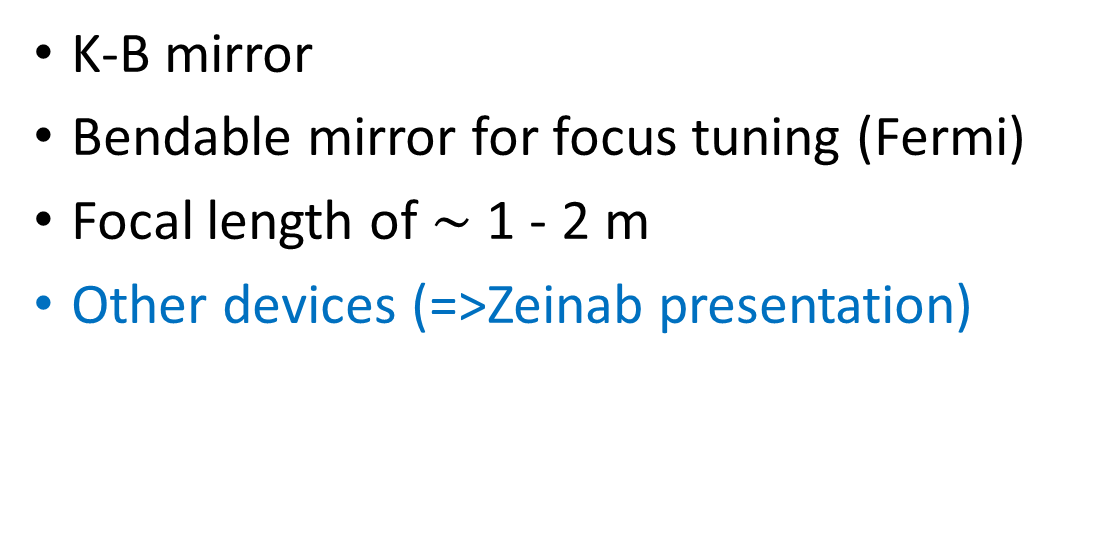 • K-B mirror
• Bendable mirror for focus tuning (Fermi)
• Focal length of ~ 1 - 2 m
• Other devices (=>Zeinab presentation)